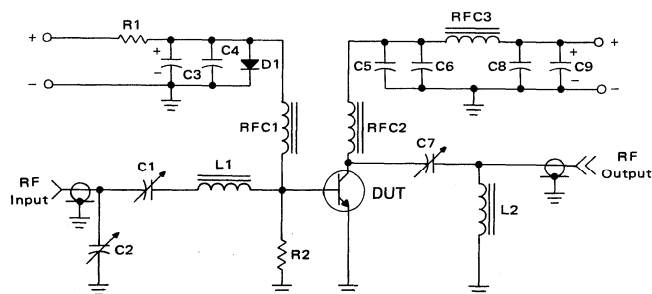 R1
RFC3
+
+
C4
+
+
C3
D1
C5
C6
C8
C9
−
−
−
−
RFC1
RFC2
C1
L1
C7
RF
Input
RF
Output
DUT
C2
R2
L2